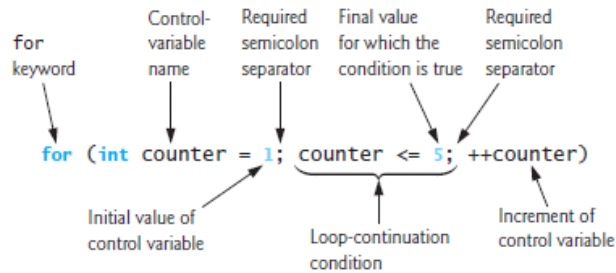 for
keyword
Control-
variable
name
Required
semicolon
separator
Final value
for which the
condition is true
Required
semicolon
separator
for (int counter = 1; counter <= 5; ++counter)
Initial value of
control variable
Loop-continuation
condition
Increment of
control variable